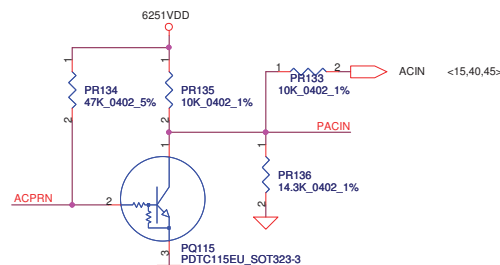 6251VDD
1
1
1
2
ACIN
<15,40,45>
PR134
47K_0402_5%
PR135
10K_0402_1%
PR133
10K_0402_1%
2
2
PACIN
1
1
PR136
14.3K_0402_1%
ACPRN
2
2
3
PQ115
PDTC115EU_SOT323-3